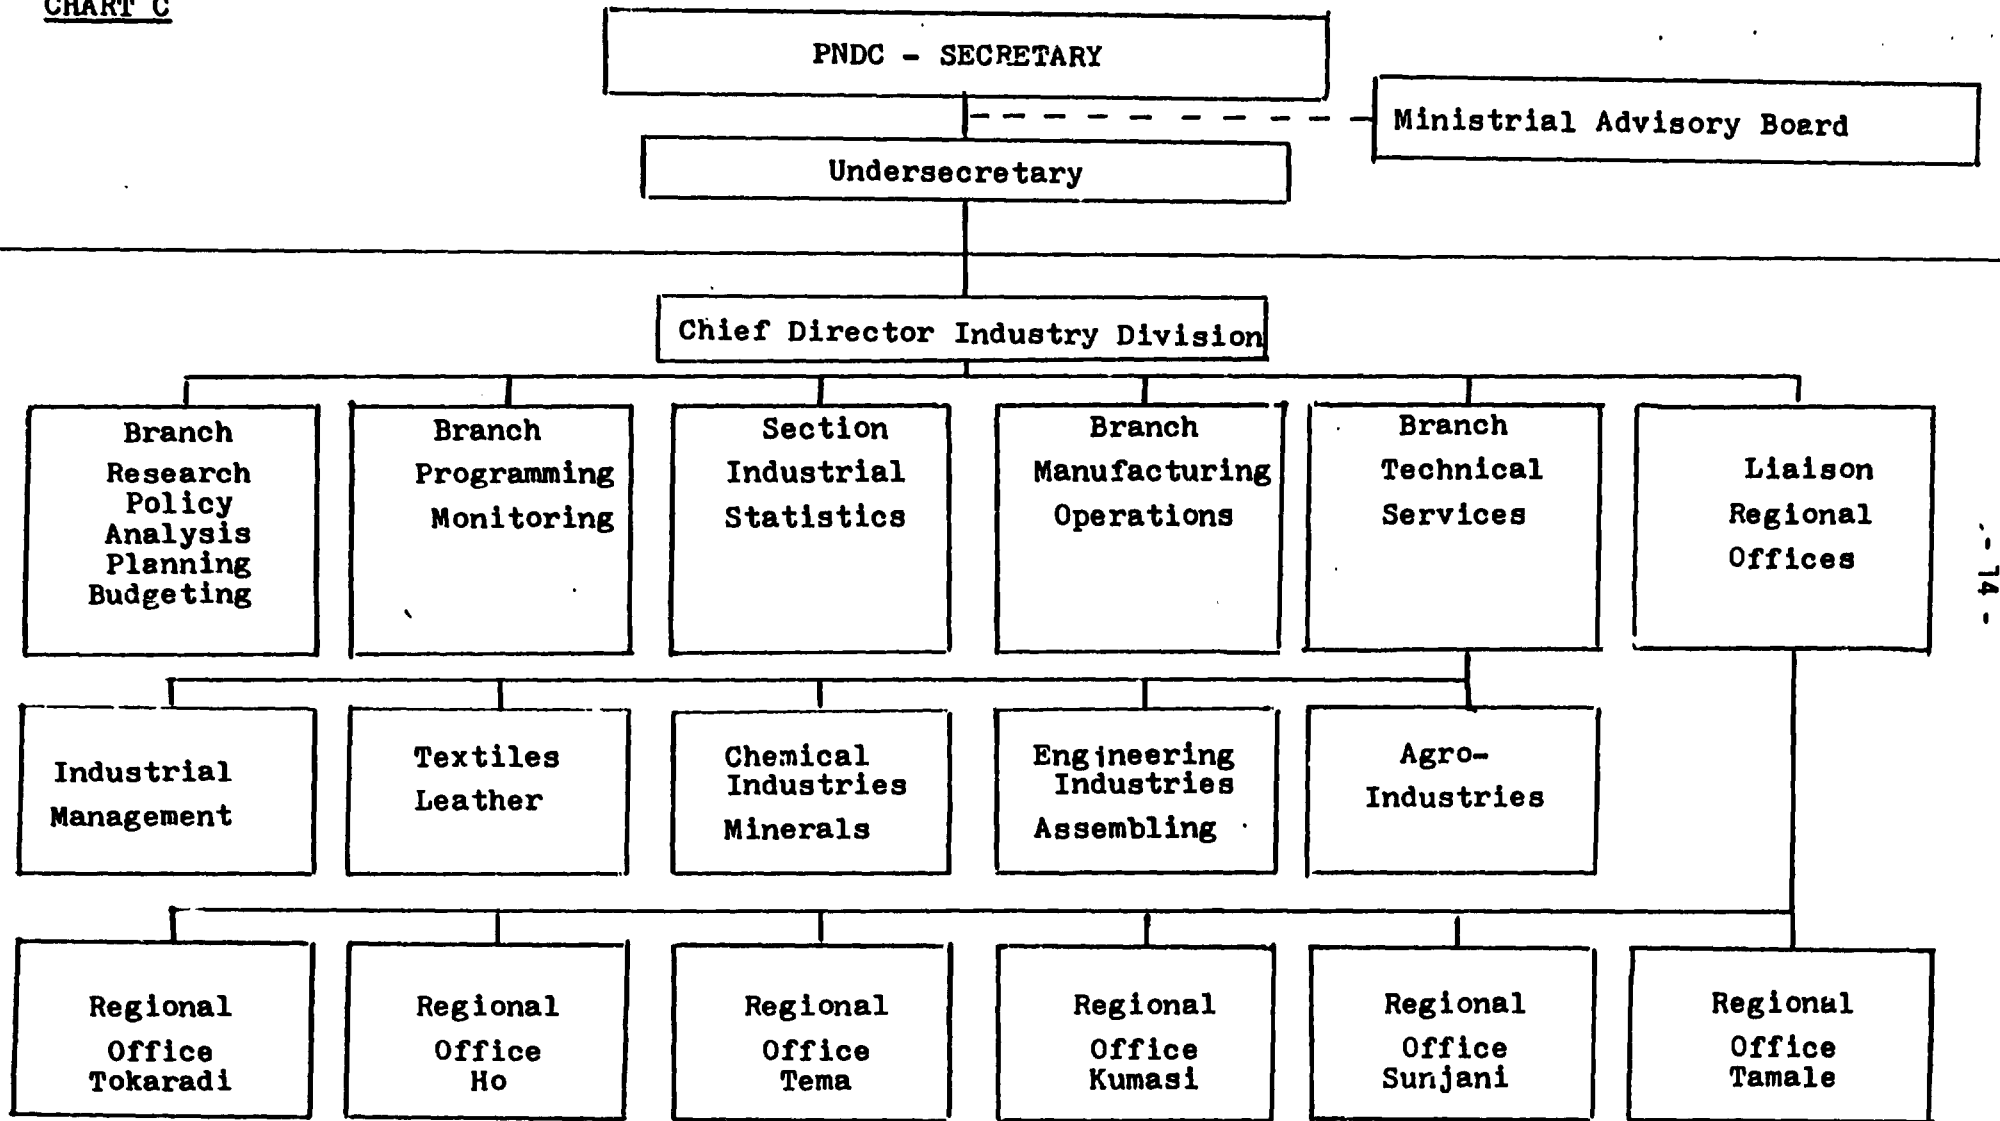 CHART C
PNDC - SECRETARY
Ministrial Advisory Board
Undersecretary
Chief Director Industry Division
Branch
Research
Policy
Analysis
Planning
Budgeting
Branch
Programming
Monitoring
Section
Industrial
Statistics
Branch
Manufacturing
Operations
Branch
Technical
Services
Liaison
Regional
Offices
- 14 -
Industrial
Management
Textiles
Leather
Chemical
Industries
Minerals
Engineering
Industries
Assembling
Agro-
Industries
Regional
Office
Tokaradi
Regional
Office
Ho
Regional
Office
Tema
Regional
Office
Kumasi
Regional
Office
Sunjani
Regional
Office
Tamale